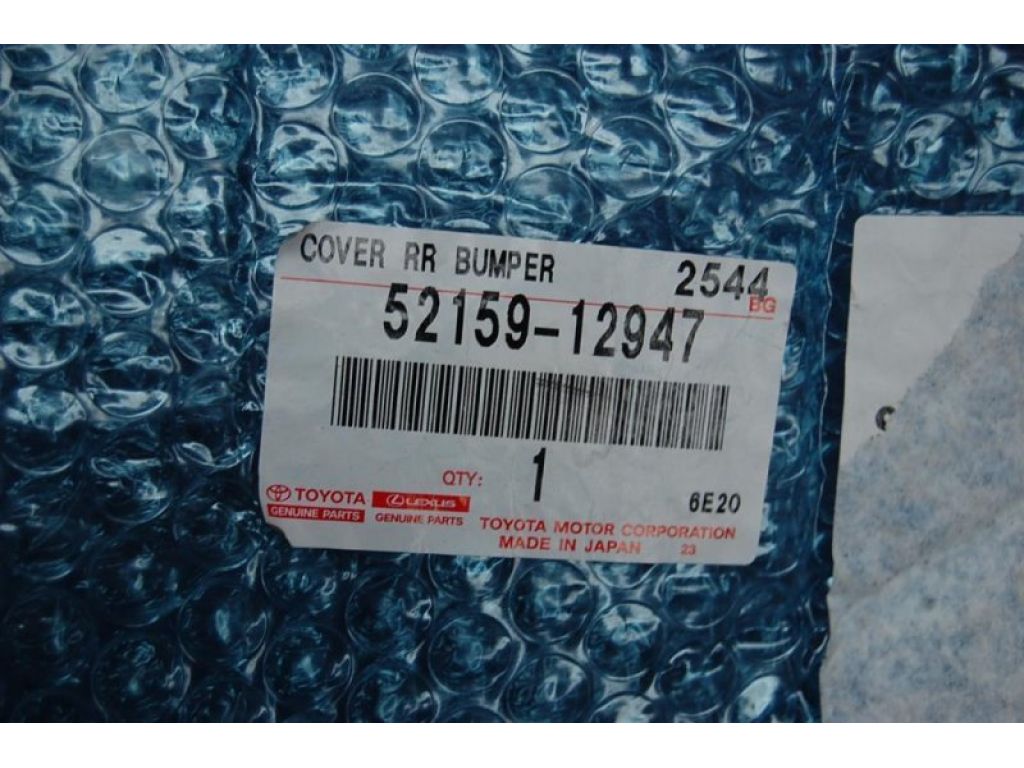 COVER RR BUMPER
2544
BG
52159-12947
QTY: 1
6E20
TOYOTA
GENUINE PARTS
LEXUS
GENUINE PARTS
TOYOTA MOTOR CORPORATION
MADE IN JAPAN 23